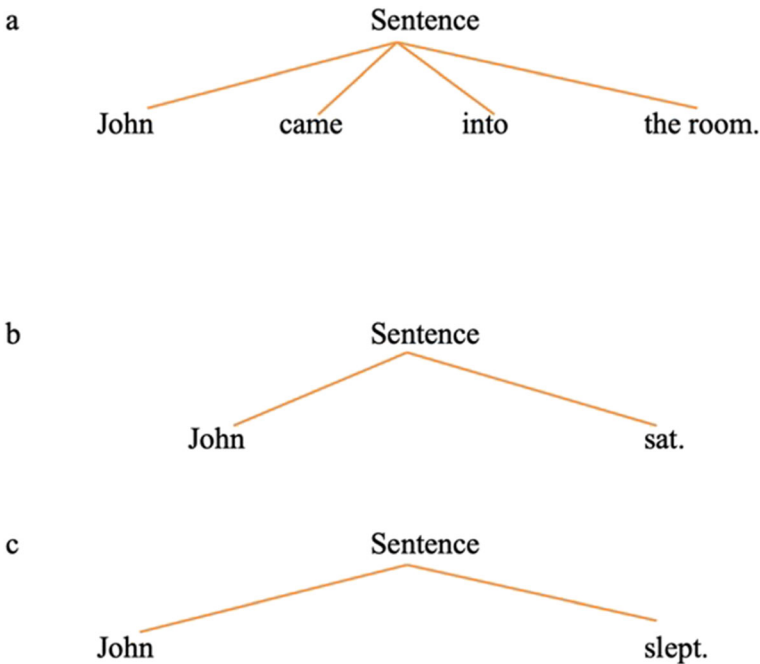 a Sentence
John came into the room.
b Sentence
John sat.
c Sentence
John slept.